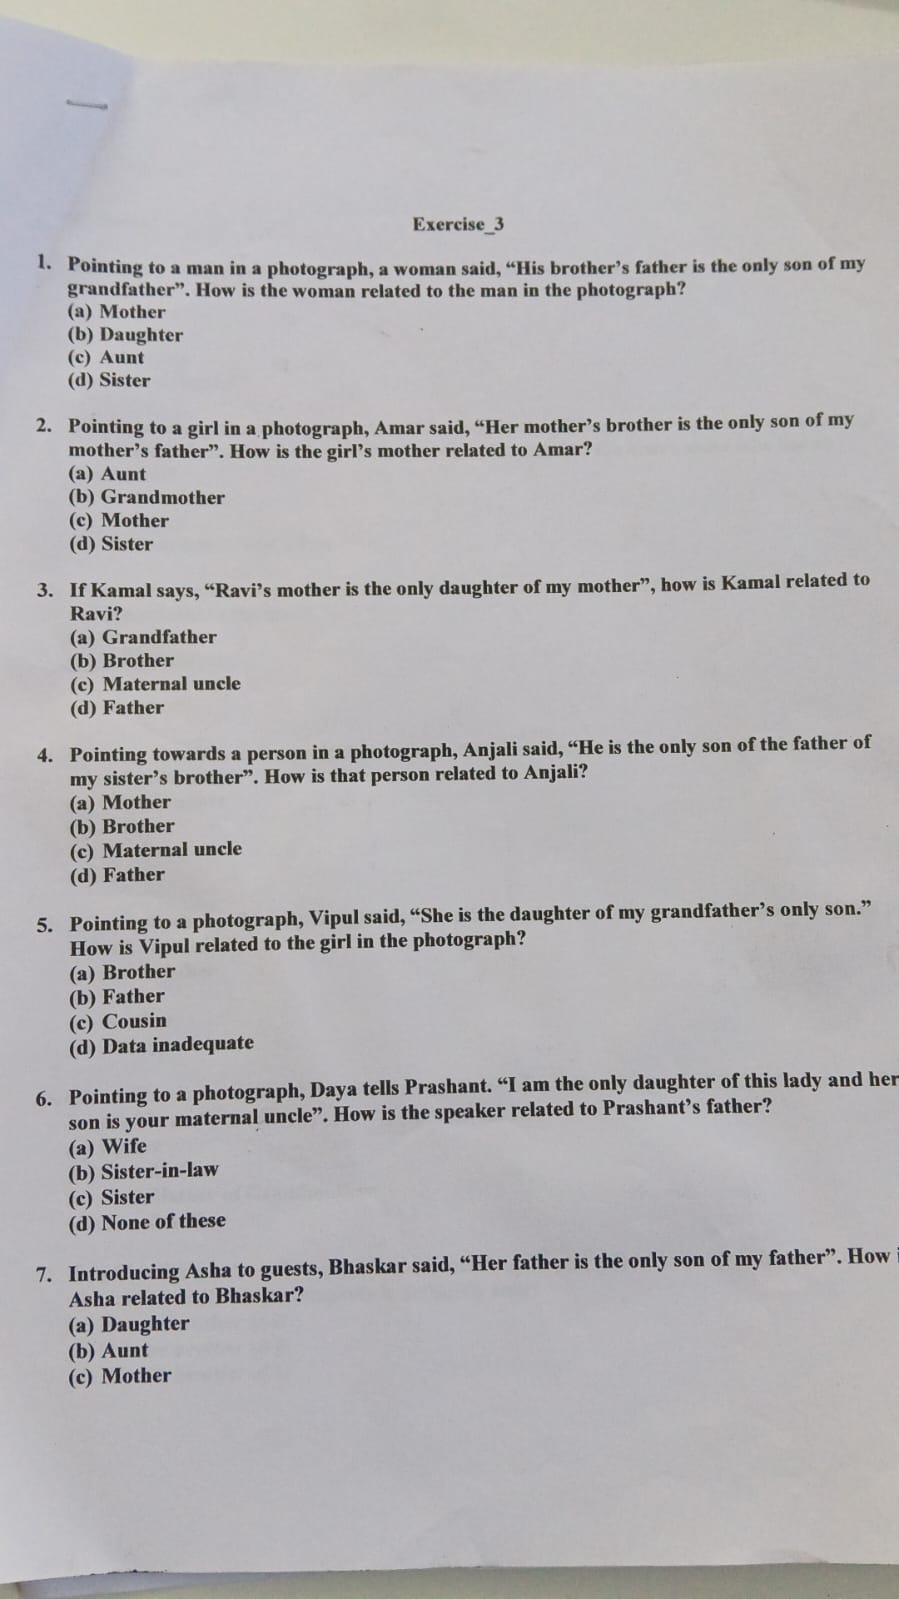 Exercise_3
1. Pointing to a man in a photograph, a woman said, “His brother’s father is the only son of my
grandfather”. How is the woman related to the man in the photograph?
(a) Mother
(b) Daughter
(c) Aunt
(d) Sister
2. Pointing to a girl in a photograph, Amar said, “Her mother’s brother is the only son of my
mother’s father”. How is the girl’s mother related to Amar?
(a) Aunt
(b) Grandmother
(c) Mother
(d) Sister
3. If Kamal says, “Ravi’s mother is the only daughter of my mother”, how is Kamal related to
Ravi?
(a) Grandfather
(b) Brother
(c) Maternal uncle
(d) Father
4. Pointing towards a person in a photograph, Anjali said, “He is the only son of the father of
my sister’s brother”. How is that person related to Anjali?
(a) Mother
(b) Brother
(c) Maternal uncle
(d) Father
5. Pointing to a photograph, Vipul said, “She is the daughter of my grandfather’s only son.”
How is Vipul related to the girl in the photograph?
(a) Brother
(b) Father
(c) Cousin
(d) Data inadequate
6. Pointing to a photograph, Daya tells Prashant. “I am the only daughter of this lady and her
son is your maternal uncle”. How is the speaker related to Prashant’s father?
(a) Wife
(b) Sister-in-law
(c) Sister
(d) None of these
7. Introducing Asha to guests, Bhaskar said, “Her father is the only son of my father”. How
Asha related to Bhaskar?
(a) Daughter
(b) Aunt
(c) Mother